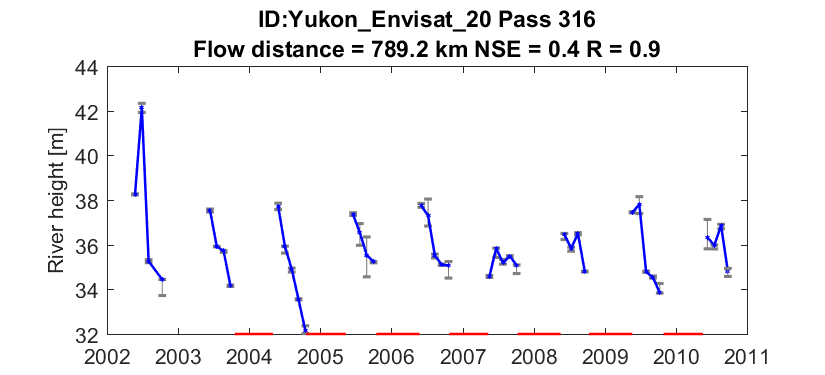 ID:Yukon_Envisat_20 Pass 316
Flow distance = 789.2 km NSE = 0.4 R = 0.9
River height [m]
44
42
40
38
36
34
32
2002 2003 2004 2005 2006 2007 2008 2009 2010 2011